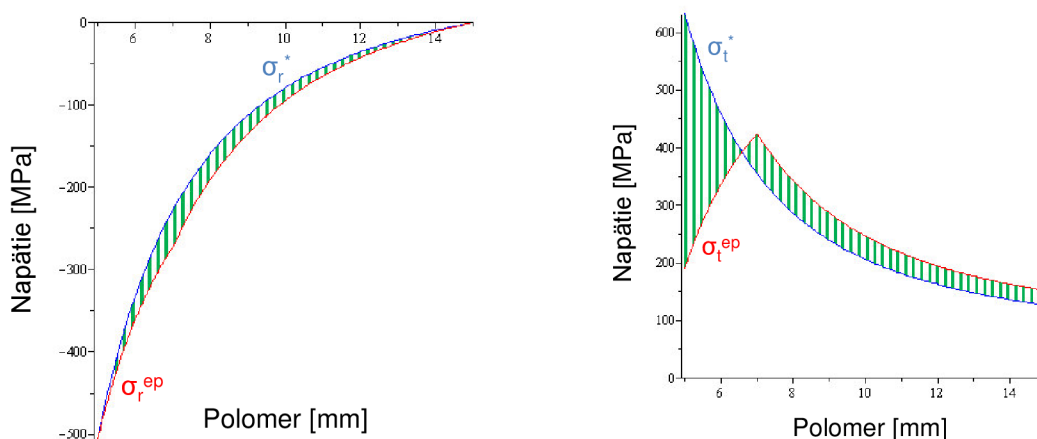 0
6
8
10
12
14
σr*
-100
-200
-300
-400
-500
Napätie [MPa]
σrep
Polomer [mm]
600
500
400
300
200
100
0
Napätie [MPa]
σt*
σtep
6
8
10
12
14
Polomer [mm]